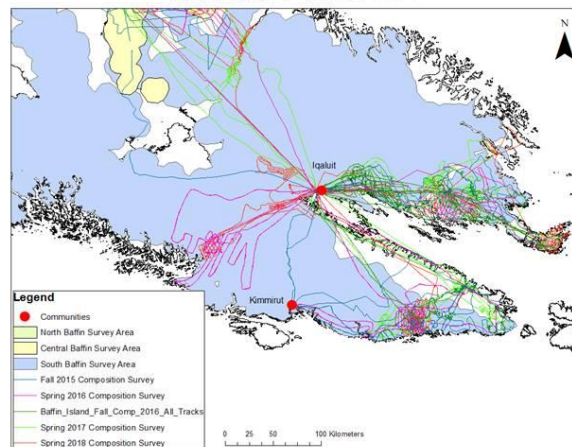 N
Iqaluit
Kimmirut
Legend
Communities
North Baffin Survey Area
Central Baffin Survey Area
South Baffin Survey Area
Fall 2015 Composition Survey
Spring 2016 Composition Survey
Baffin_Island_Fall_Comp_2016_All_Tracks
Spring 2017 Composition Survey
Spring 2018 Composition Survey
0 25 50 100 Kilometers